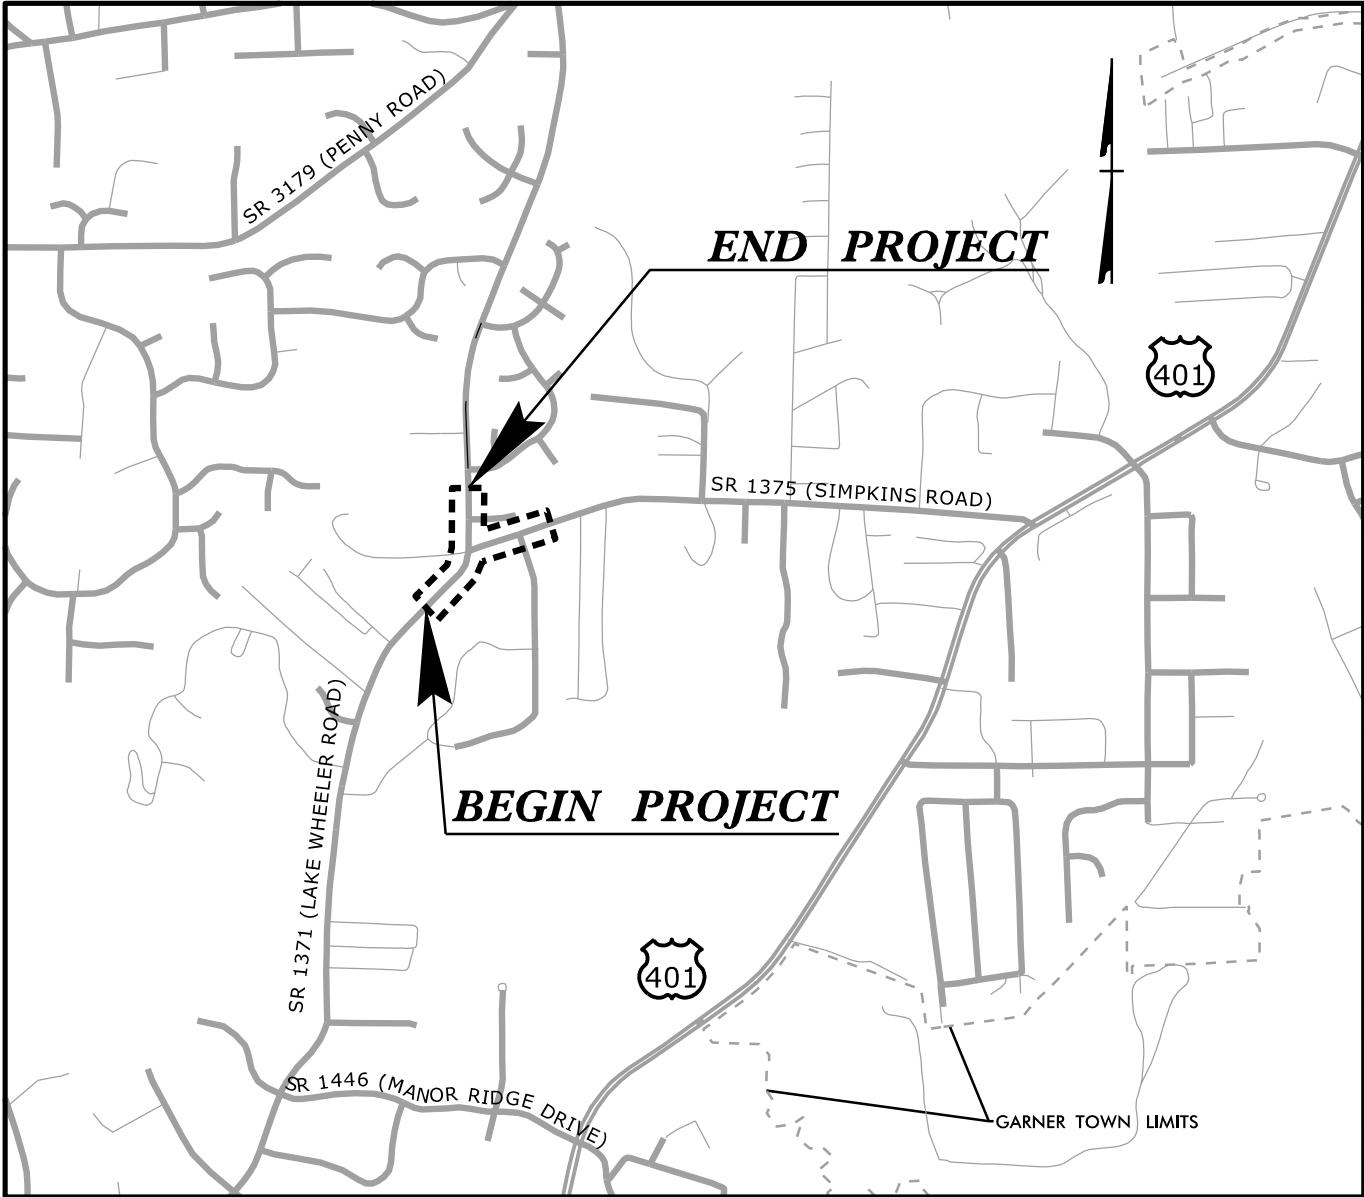 SR 3179 (PENNY ROAD)
END PROJECT
401
SR 1375 (SIMPKINS ROAD)
SR 1371 (LAKE WHEELER ROAD)
BEGIN PROJECT
401
SR 1446 (MANOR RIDGE DRIVE)
GARNER TOWN LIMITS